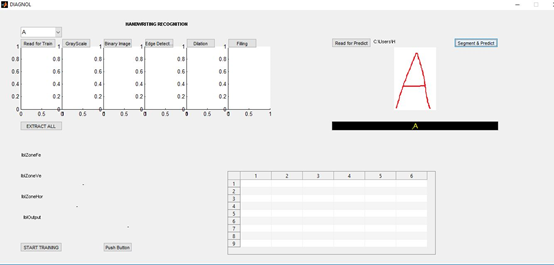 DIAGNOL
HANDWRITING RECOGNITION
A
Read for Train GrayScale Binary Image Edge Detect... Dilation Filling
1 1 1 1 1 1
0.8 0.8 0.8 0.8 0.8 0.8
0.6 0.6 0.6 0.6 0.6 0.6
0.4 0.4 0.4 0.4 0.4 0.4
0.2 0.2 0.2 0.2 0.2 0.2
0 0 0 0 0 0
0 0.5 0 0.5 0 0.5 0 0.5 0 0.5 0 0.5 1
EXTRACT ALL
Read for Predict C:\Users\H Segment & Predict
A
A
lblZoneFe
lblZoneVe
-
lblZoneHor
-
lblOutput
-
START TRAINING Push Button
1 2 3 4 5 6
1
2
3
4
5
6
7
8
9